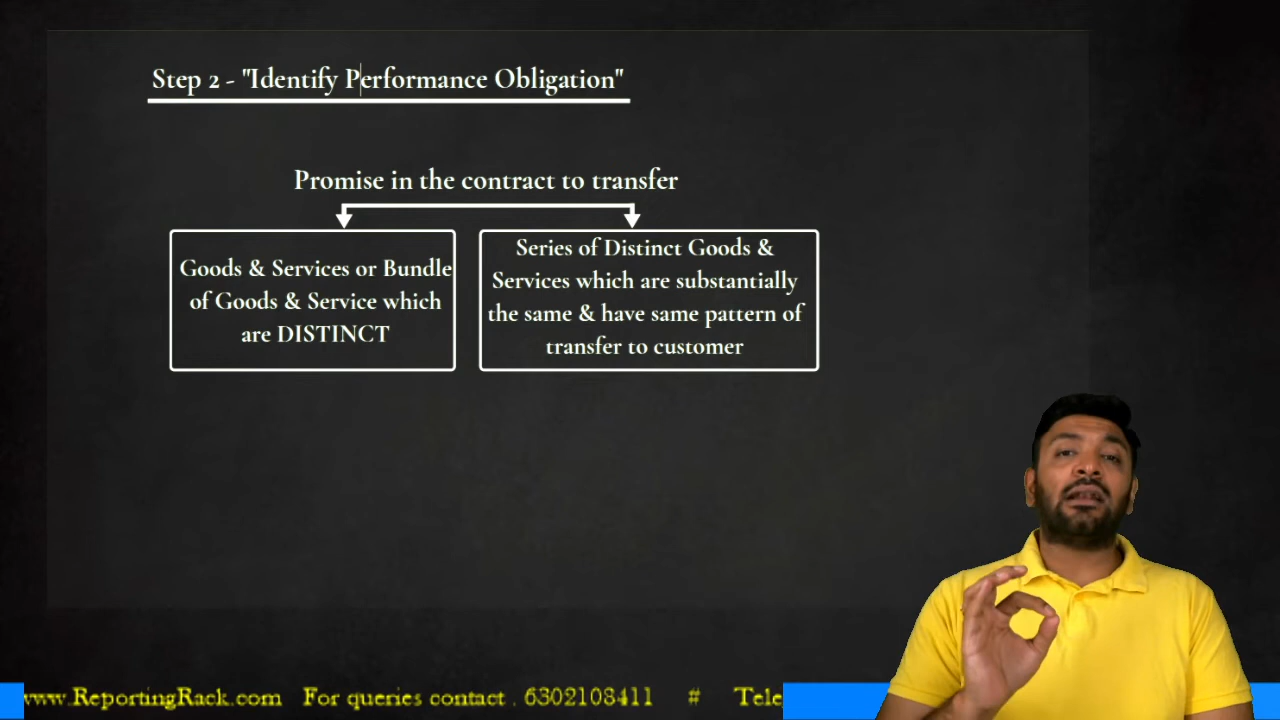 Step 2 - "Identify Performance Obligation"
Promise in the contract to transfer
Goods & Services or Bundle
of Goods & Service which
are DISTINCT
Series of Distinct Goods &
Services which are substantially
the same & have same pattern of
transfer to customer
www.ReportingRack.com For queries contact . 6302108411 # Tele